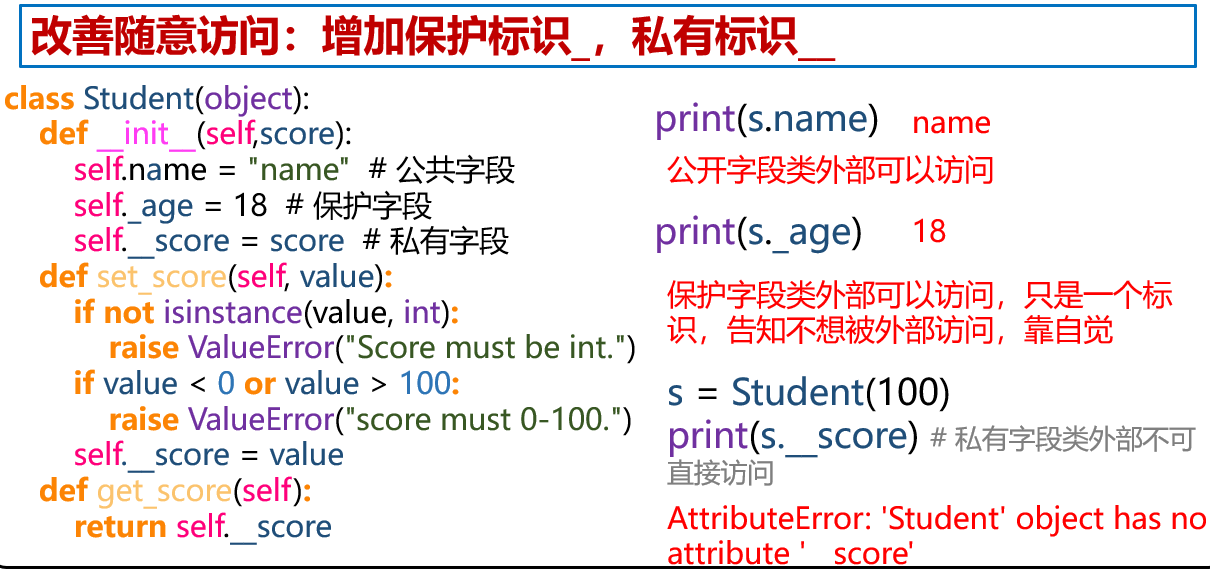 改善随意访问：增加保护标识_，私有标识__
class Student(object):
def __init__(self,score):
self.name = "name" # 公共字段
self._age = 18 # 保护字段
self.__score = score # 私有字段
def set_score(self, value):
if not isinstance(value, int):
raise ValueError("Score must be int.")
if value < 0 or value > 100:
raise ValueError("score must 0-100.")
self.__score = value
def get_score(self):
return self.__score
print(s.name) name
公开字段类外部可以访问
print(s._age) 18
保护字段类外部可以访问，只是一个标
识，告知不想被外部访问，靠自觉
s = Student(100)
print(s.__score) # 私有字段类外部不可
直接访问
AttributeError: 'Student' object has no
attribute '__score'